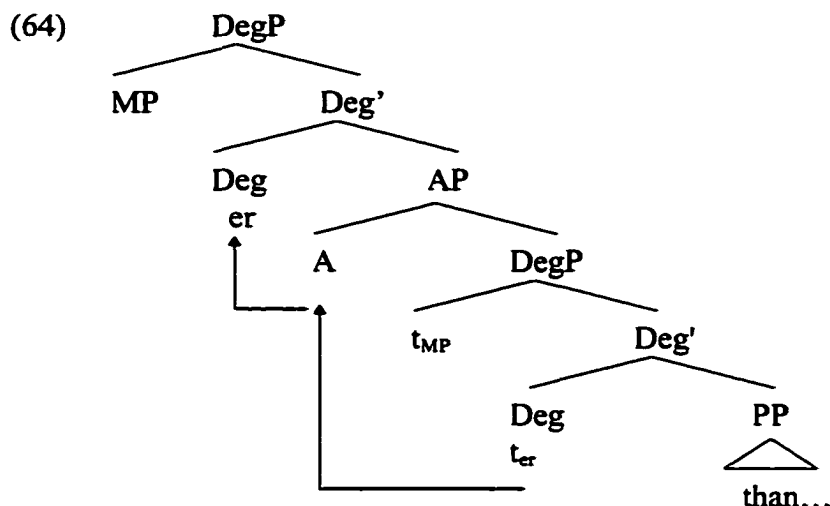 (64) DegP
MP Deg’
Deg AP
er
A DegP
t_MP Deg'
Deg PP
t_er
than...